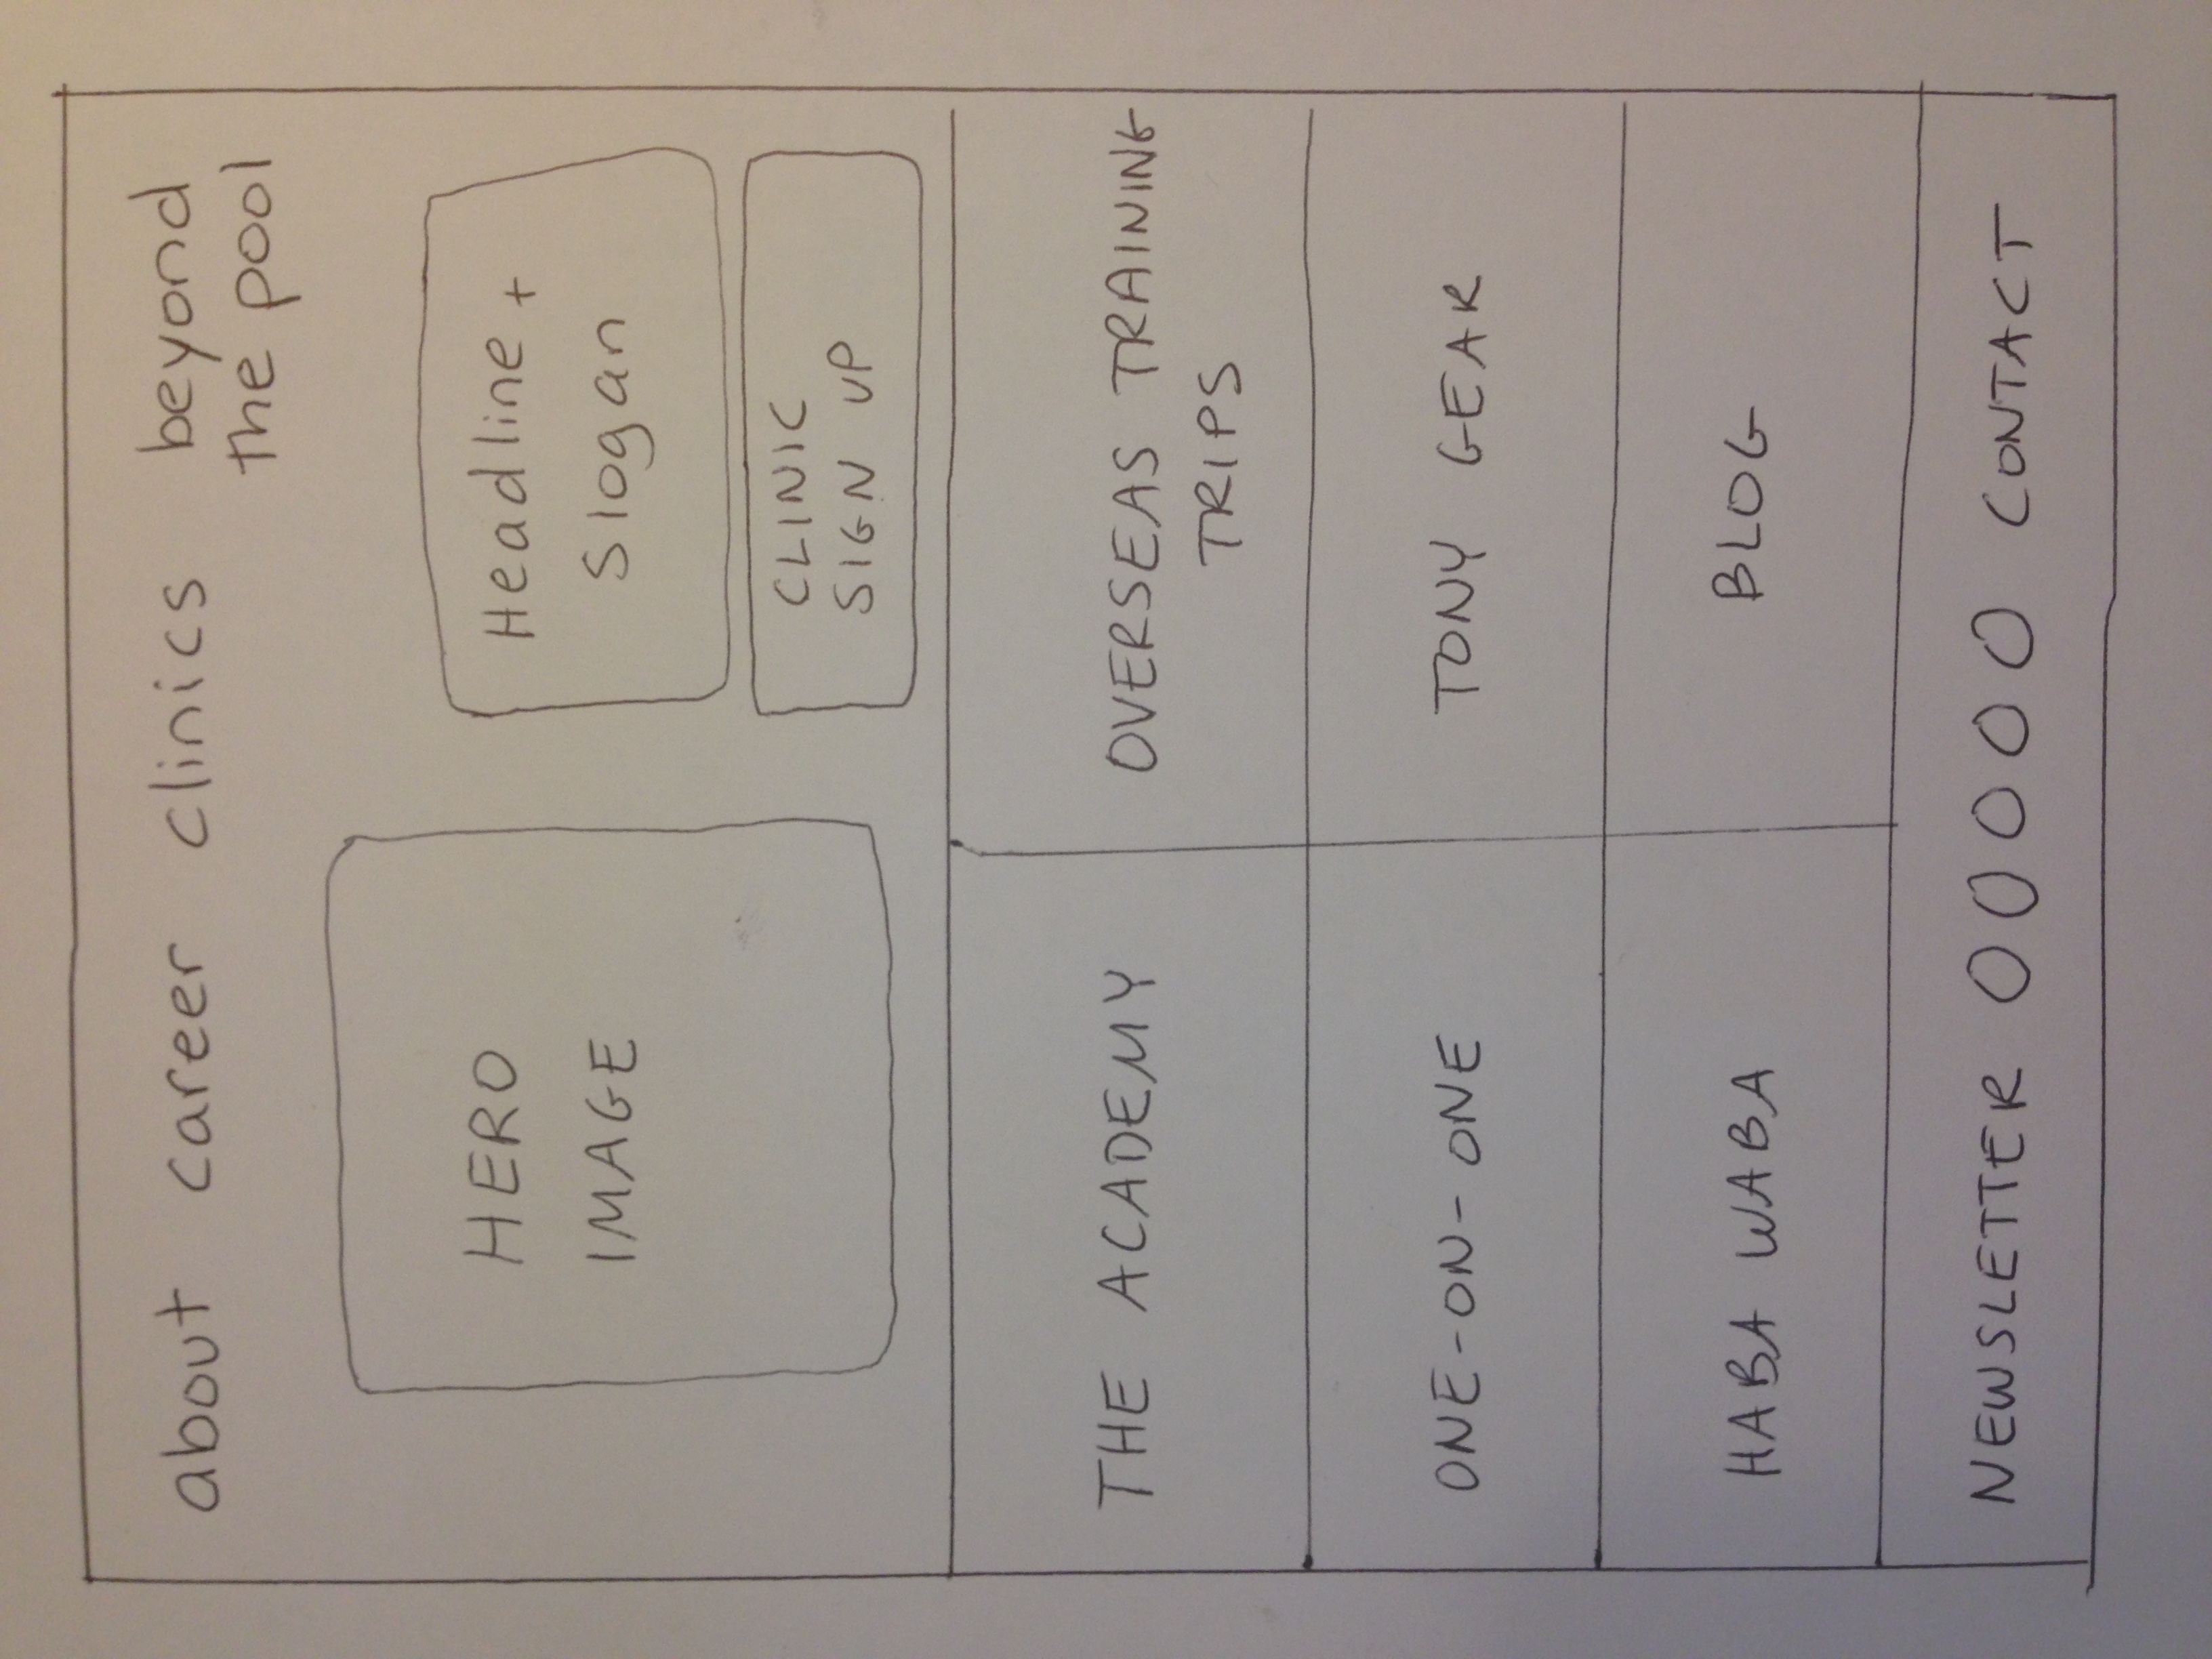 about career clinics beyond
the pool
HERO
IMAGE
Headline +
Slogan
CLINIC
SIGN UP
THE ACADEMY
OVERSEAS TRAINING
TRIPS
ONE-ON-ONE
TONY GEAR
HABA WABA
BLOG
NEWSLETTER O O O O O CONTACT